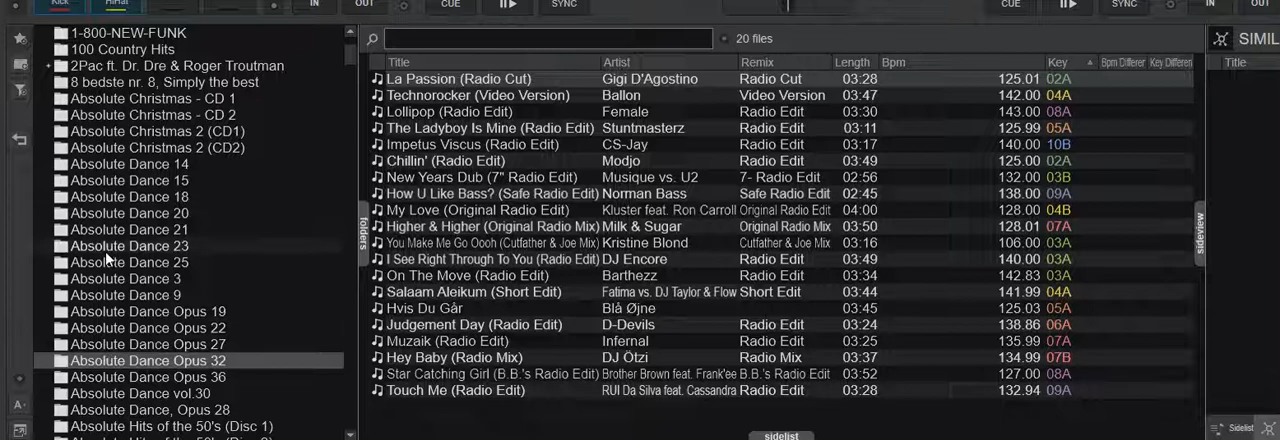 Kick HiHat IN OUT CUE SYNC CUE SYNC IN OUT
1-800-NEW-FUNK
100 Country Hits
2Pac ft. Dr. Dre & Roger Troutman
8 bedste nr. 8, Simply the best
Absolute Christmas - CD 1
Absolute Christmas - CD 2
Absolute Christmas 2 (CD1)
Absolute Christmas 2 (CD2)
Absolute Dance 14
Absolute Dance 15
Absolute Dance 18
Absolute Dance 20
Absolute Dance 21
Absolute Dance 23
Absolute Dance 25
Absolute Dance 3
Absolute Dance 9
Absolute Dance Opus 19
Absolute Dance Opus 22
Absolute Dance Opus 27
Absolute Dance Opus 32
Absolute Dance Opus 36
Absolute Dance vol.30
Absolute Dance, Opus 28
Absolute Hits of the 50's (Disc 1)
Absolute Hits of the 50's (Disc 2)
folders
20 files
Title Artist Remix Length Bpm Key Bpm Differen Key Differen
La Passion (Radio Cut) Gigi D'Agostino Radio Cut 03:28 125.01 02A
Technorocker (Video Version) Ballon Video Version 03:47 142.00 04A
Lollipop (Radio Edit) Female Radio Edit 03:30 143.00 08A
The Ladyboy Is Mine (Radio Edit) Stuntmasterz Radio Edit 03:11 125.99 05A
Impetus Viscus (Radio Edit) CS-Jay Radio Edit 03:17 140.00 10B
Chillin' (Radio Edit) Modjo Radio Edit 03:49 125.00 02A
New Years Dub (7" Radio Edit) Musique vs. U2 7- Radio Edit 02:56 132.00 03B
How U Like Bass? (Safe Radio Edit) Norman Bass Safe Radio Edit 02:45 138.00 09A
My Love (Original Radio Edit) Kluster feat. Ron Carroll Original Radio Edit 04:00 128.00 04B
Higher & Higher (Original Radio Mix) Milk & Sugar Original Radio Mix 03:50 128.01 07A
You Make Me Go Oooh (Cutfather & Joe Mix) Kristine Blond Cutfather & Joe Mix 03:16 106.00 03A
I See Right Through To You (Radio Edit) DJ Encore Radio Edit 03:49 140.00 03A
On The Move (Radio Edit) Barthezz Radio Edit 03:34 142.83 03A
Salaam Aleikum (Short Edit) Fatima vs. DJ Taylor & Flow Short Edit 03:44 141.99 04A
Hvis Du Går Blå Øjne 03:45 125.03 05A
Judgement Day (Radio Edit) D-Devils Radio Edit 03:24 138.86 06A
Muzaik (Radio Edit) Infernal Radio Edit 03:25 135.99 07A
Hey Baby (Radio Mix) DJ Ötzi Radio Mix 03:37 134.99 07B
Star Catching Girl (B.B.'s Radio Edit) Brother Brown feat. Frank'ee B.B.'s Radio Edit 03:52 127.00 08A
Touch Me (Radio Edit) RUI Da Silva feat. Cassandra Radio Edit 03:28 132.94 09A
sidelist
sideview
SIMIL
Title
Sidelist
A